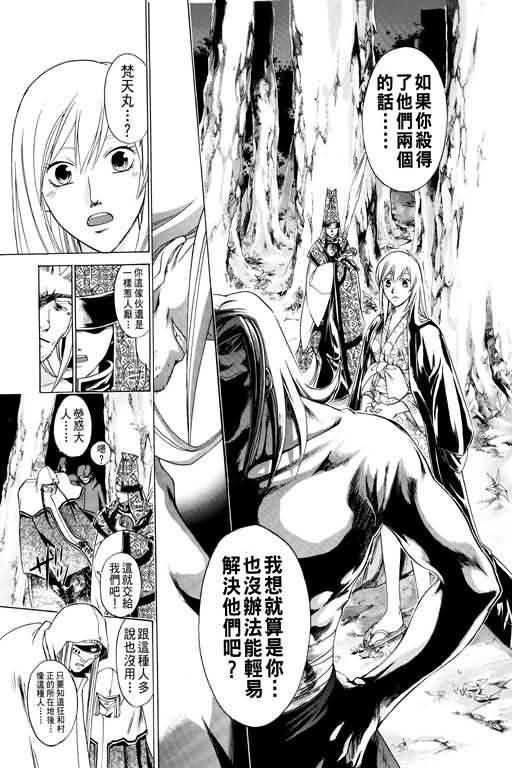 如果你殺得
了他們兩個
的話⋯⋯
我想就算是你⋯
也沒辦法能輕易
解決他們吧？
梵天丸⋯？
你這傢伙還是
一樣惹人厭⋯
熒惑大
人⋯
嗯？
這就交給
我們吧！
跟這種人多
說也沒用⋯
只要知道狂和村
正的所在地後⋯
像這種人⋯⋯